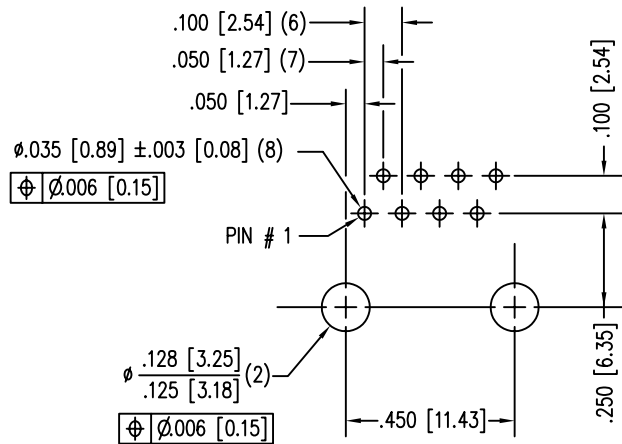 .100 [2.54] (6)
.050 [1.27] (7)
.050 [1.27]
.100 [2.54]
ø.035 [0.89] ±.003 [0.08] (8)
⌖ Ø.006 [0.15]
PIN # 1
ø .128 [3.25]
.125 [3.18] (2)
⌖ Ø.006 [0.15]
.450 [11.43]
.250 [6.35]